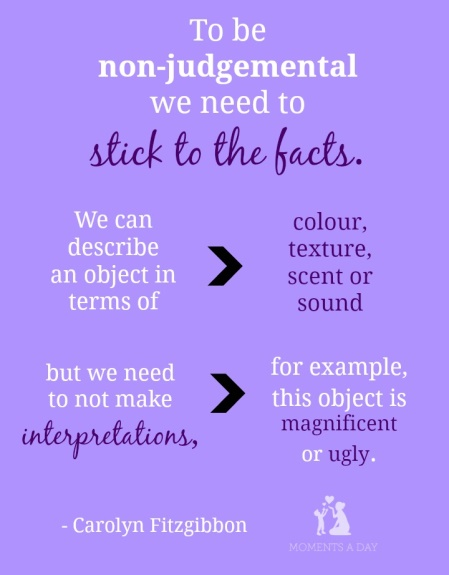 To be
non-judgemental
we need to
stick to the facts.
We can
describe
an object in
terms of
colour,
texture,
scent or
sound
but we need
to not make
interpretations,
for example,
this object is
magnificent
or ugly.
- Carolyn Fitzgibbon
MOMENTS A DAY